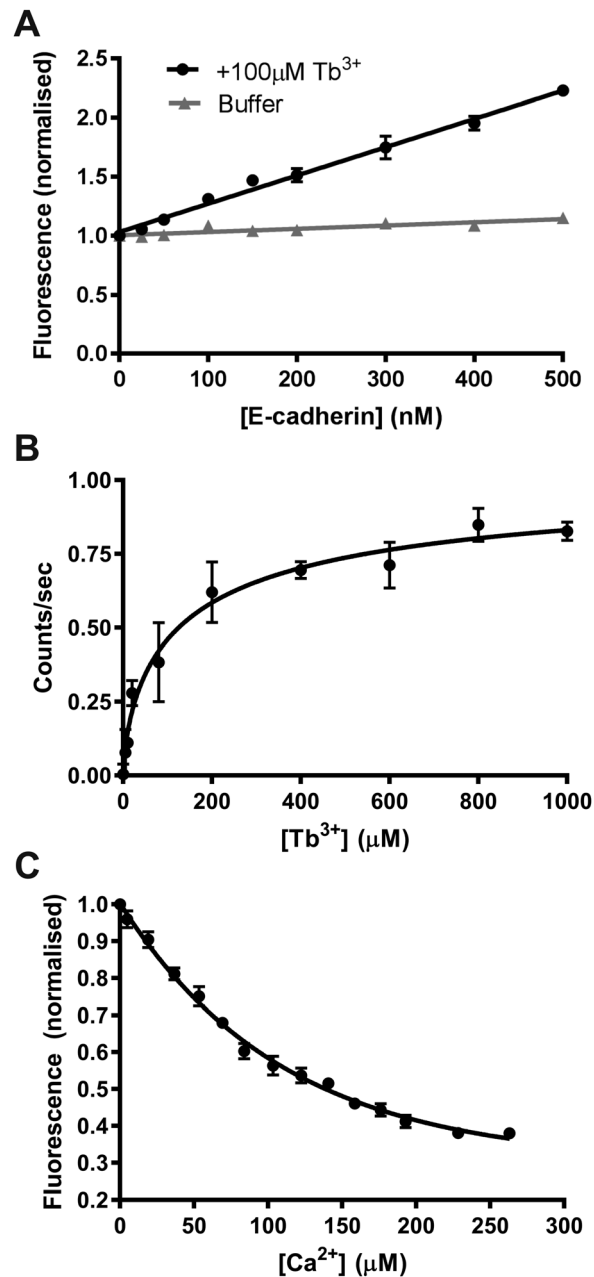 A
Fluorescence (normalised)
2.5
2.0
1.5
1.0
0.5
0.0
+100μM Tb³⁺
Buffer
0 100 200 300 400 500
[E-cadherin] (nM)
B
Counts/sec
1.00
0.75
0.50
0.25
0.00
0 200 400 600 800 1000
[Tb³⁺] (μM)
C
Fluorescence (normalised)
1.0
0.9
0.8
0.7
0.6
0.5
0.4
0.3
0.2
0 50 100 150 200 250 300
[Ca²⁺] (μM)